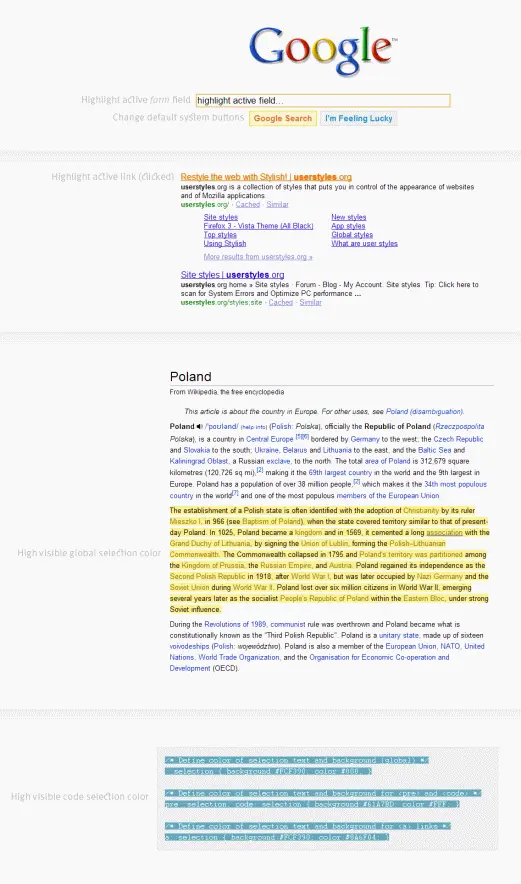 Google™
Highlight active form field
highlight active field...
Change default system buttons
Google Search
I'm Feeling Lucky
Highlight active link (clicked)
Restyle the web with Stylish! | userstyles.org
userstyles.org is a collection of styles that puts you in control of the appearance of websites
and of Mozilla applications.
userstyles.org/ - Cached - Similar
Site styles
New styles
Firefox 3 - Vista Theme (All Black)
App styles
Top styles
Global styles
Using Stylish
What are user styles
More results from userstyles.org »
Site styles | userstyles.org
userstyles.org home » Site styles · Forum - Blog - My Account. Site styles. Tip: Click here to
scan for System Errors and Optimize PC performance ...
userstyles.org/styles;site - Cached - Similar
Poland
From Wikipedia, the free encyclopedia
This article is about the country in Europe. For other uses, see Poland (disambiguation).
Poland /ˈpoʊlənd/ (help·info) (Polish: Polska), officially the Republic of Poland (Rzeczpospolita
Polska), is a country in Central Europe [5][6] bordered by Germany to the west; the Czech Republic
and Slovakia to the south; Ukraine, Belarus and Lithuania to the east; and the Baltic Sea and
Kaliningrad Oblast, a Russian exclave, to the north. The total area of Poland is 312,679 square
kilometres (120,726 sq mi),[2] making it the 69th largest country in the world and the 9th largest in
Europe. Poland has a population of over 38 million people,[2] which makes it the 34th most populous
country in the world[7] and one of the most populous members of the European Union.
The establishment of a Polish state is often identified with the adoption of Christianity by its ruler
Mieszko I, in 966 (see Baptism of Poland), when the state covered territory similar to that of present-
day Poland. In 1025, Poland became a kingdom and in 1569, it cemented a long association with the
Grand Duchy of Lithuania, by signing the Union of Lublin, forming the Polish–Lithuanian
Commonwealth. The Commonwealth collapsed in 1795 and Poland's territory was partitioned among
the Kingdom of Prussia, the Russian Empire, and Austria. Poland regained its independence as the
Second Polish Republic in 1918, after World War I, but was later occupied by Nazi Germany and the
Soviet Union during World War II, Poland lost over six million citizens in World War II, emerging
several years later as the socialist People's Republic of Poland within the Eastern Bloc, under strong
Soviet influence.
High visible global selection color
During the Revolutions of 1989, communist rule was overthrown and Poland became what is
constitutionally known as the "Third Polish Republic". Poland is a unitary state, made up of sixteen
voivodeships (Polish: województwo). Poland is also a member of the European Union, NATO, United
Nations, World Trade Organization, and the Organisation for Economic Co-operation and
Development (OECD).
High visible code selection color
/* Define color of selection text and background (global) */
selection { background #FCF390; color #000; }
/* Define color of selection text and background for <pre> and <code> */
pre selection, code selection { background #61A7BD; color #FFF; }
/* Define color of selection text and background for <a> links */
a selection { background #FCF390; color #9A6F04; }